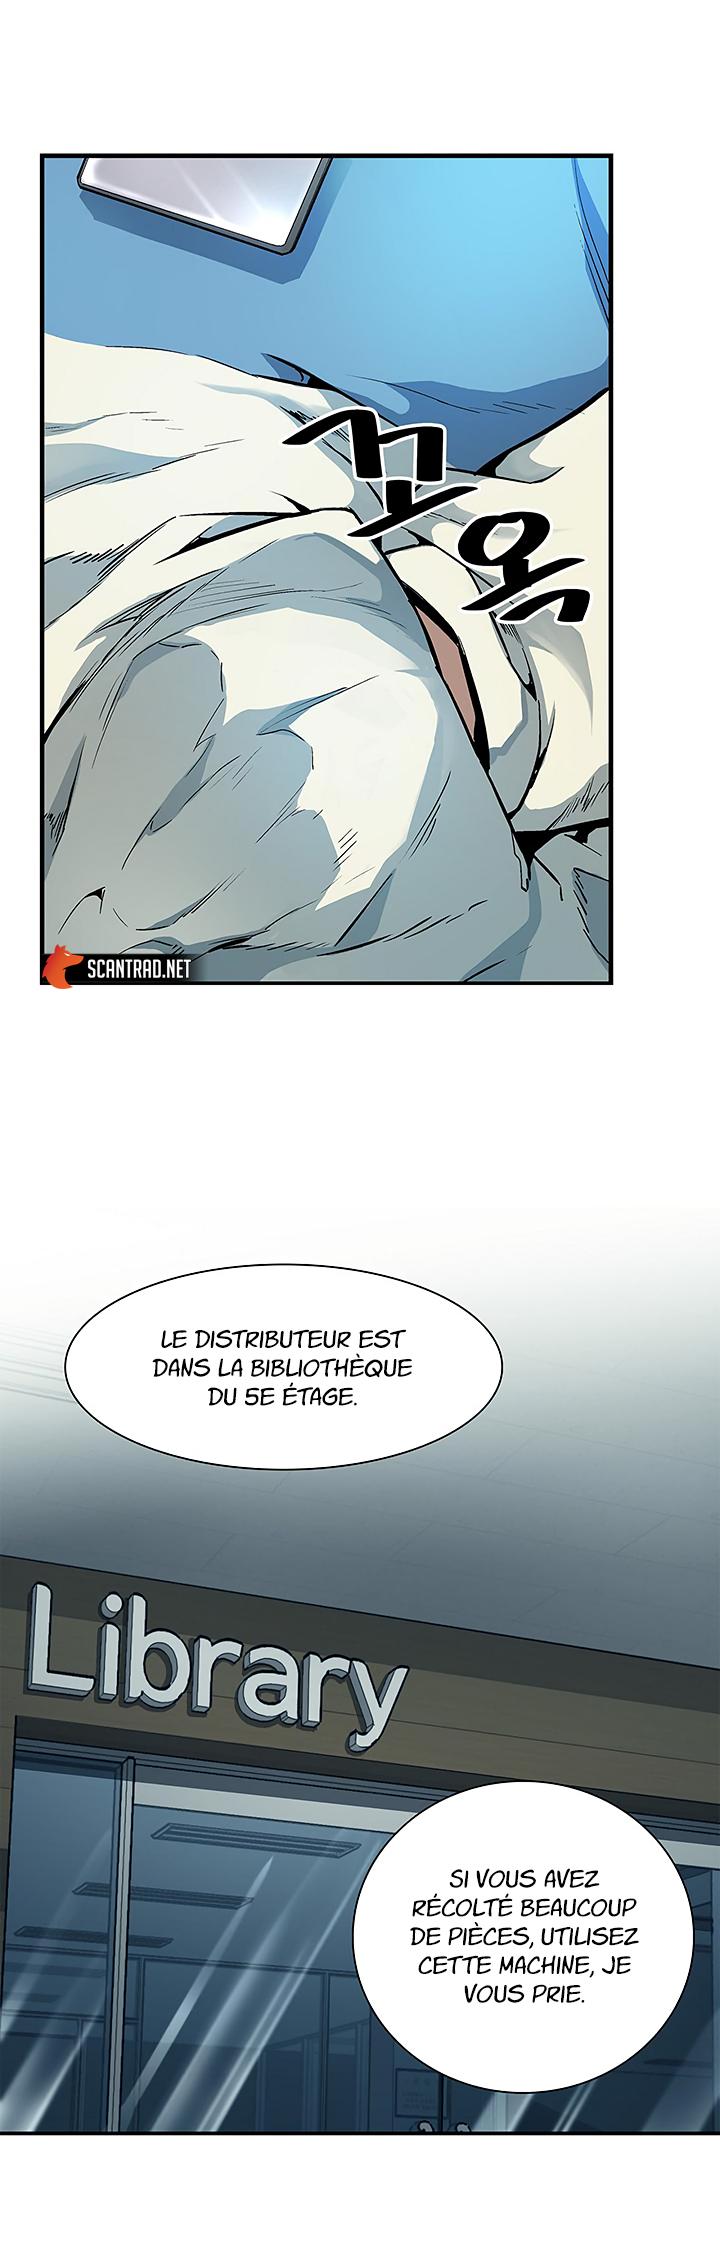 꼬옥
SCANTRAD.NET
LE DISTRIBUTEUR EST
DANS LA BIBLIOTHÈQUE
DU 5E ÉTAGE.
Library
SI VOUS AVEZ
RÉCOLTÉ BEAUCOUP
DE PIÈCES, UTILISEZ
CETTE MACHINE, JE
VOUS PRIE.